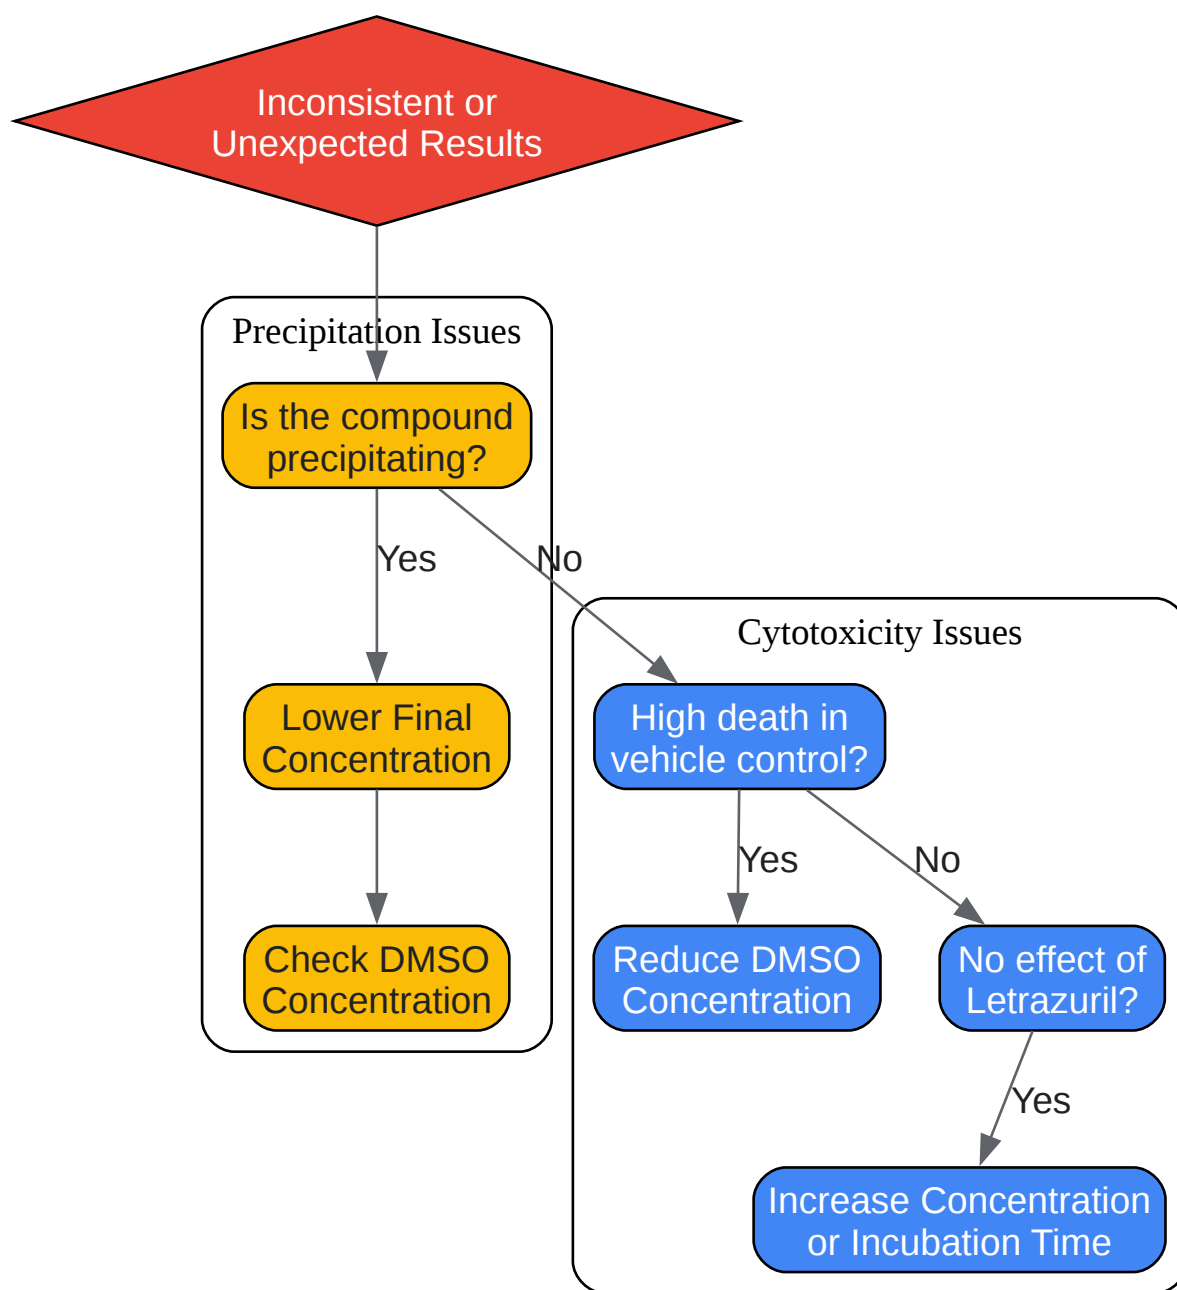 Inconsistent or
Unexpected Results
Precipitation Issues
Is the compound
precipitating?
Yes
No
Cytotoxicity Issues
Lower Final
Concentration
High death in
vehicle control?
Yes
No
Check DMSO
Concentration
Reduce DMSO
Concentration
No effect of
Letrazuril?
Yes
Increase Concentration
or Incubation Time